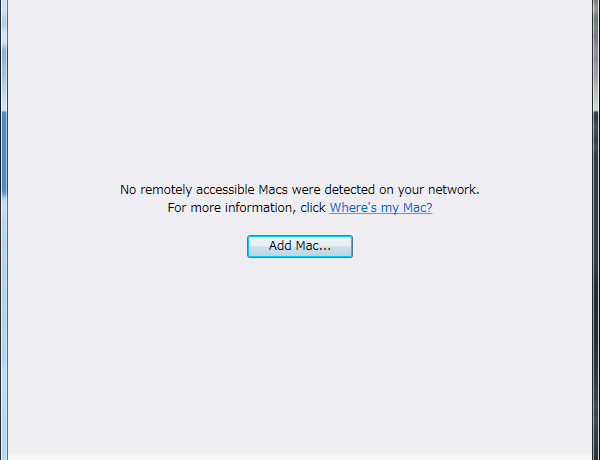 No remotely accessible Macs were detected on your network.
For more information, click Where's my Mac?
Add Mac...